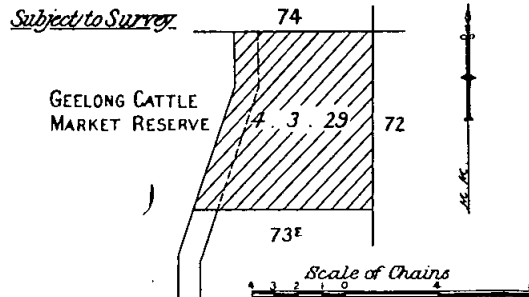 Subject to Survey
74
GEELONG CATTLE
MARKET RESERVE
4 . 3 . 29
72
73E
M.M.
Scale of Chains
4 3 2 1 0 4